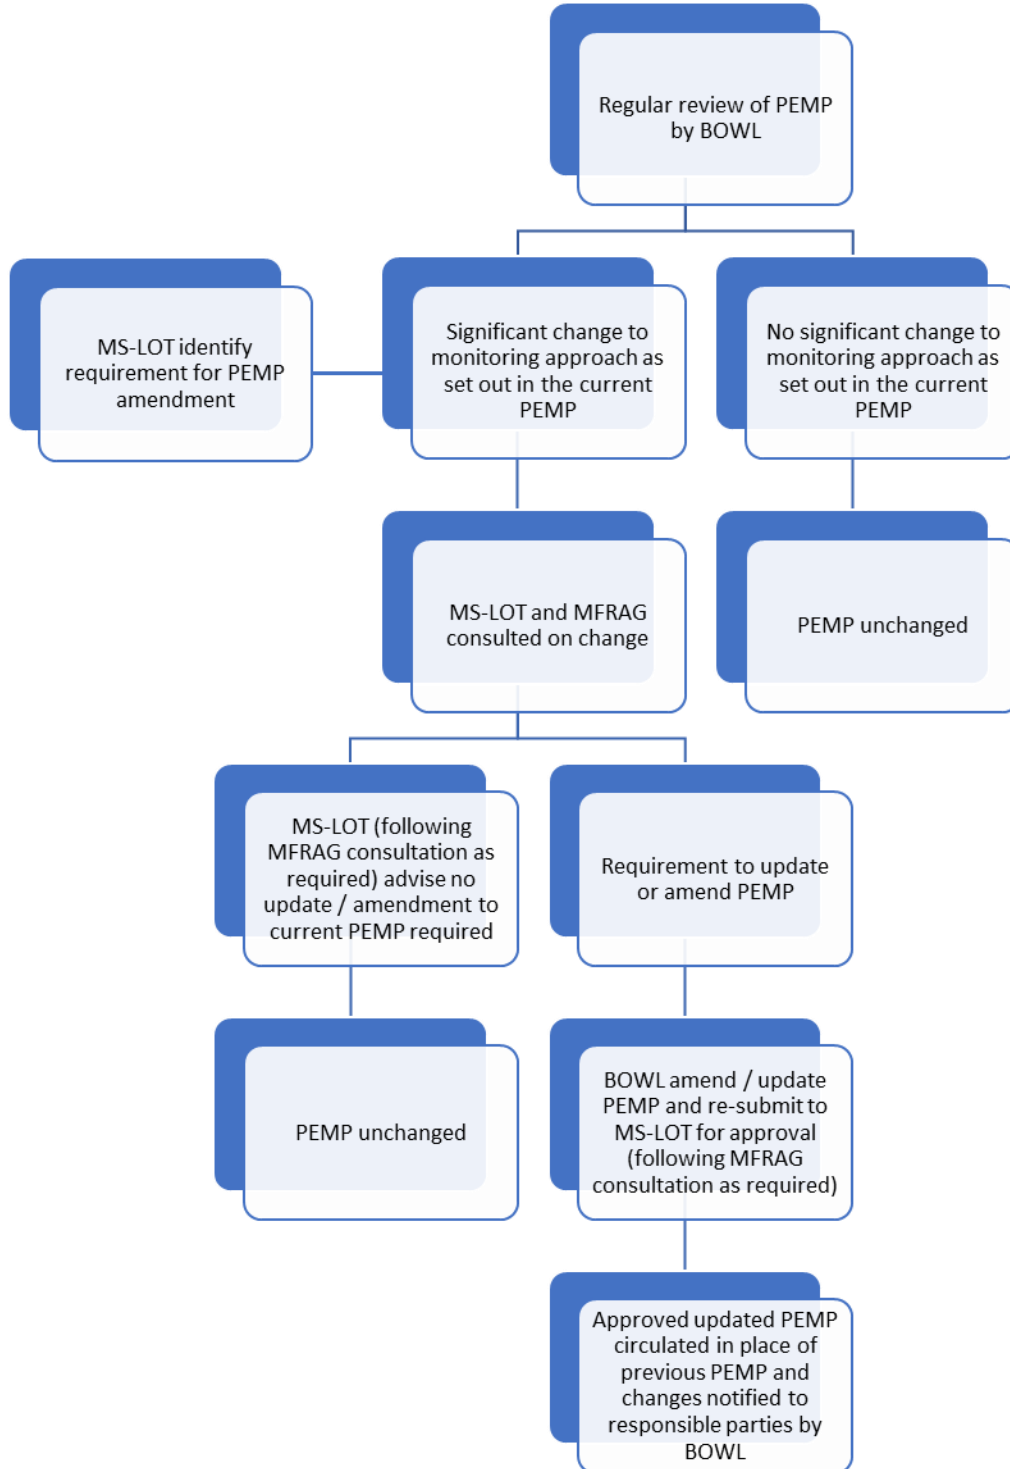 Regular review of PEMP
by BOWL
MS-LOT identify
requirement for PEMP
amendment
Significant change to
monitoring approach as
set out in the current
PEMP
No significant change to
monitoring approach as
set out in the current
PEMP
MS-LOT and MFRAG
consulted on change
PEMP unchanged
MS-LOT (following
MFRAG consultation as
required) advise no
update / amendment to
current PEMP required
Requirement to update
or amend PEMP
PEMP unchanged
BOWL amend / update
PEMP and re-submit to
MS-LOT for approval
(following MFRAG
consultation as required)
Approved updated PEMP
circulated in place of
previous PEMP and
changes notified to
responsible parties by
BOWL